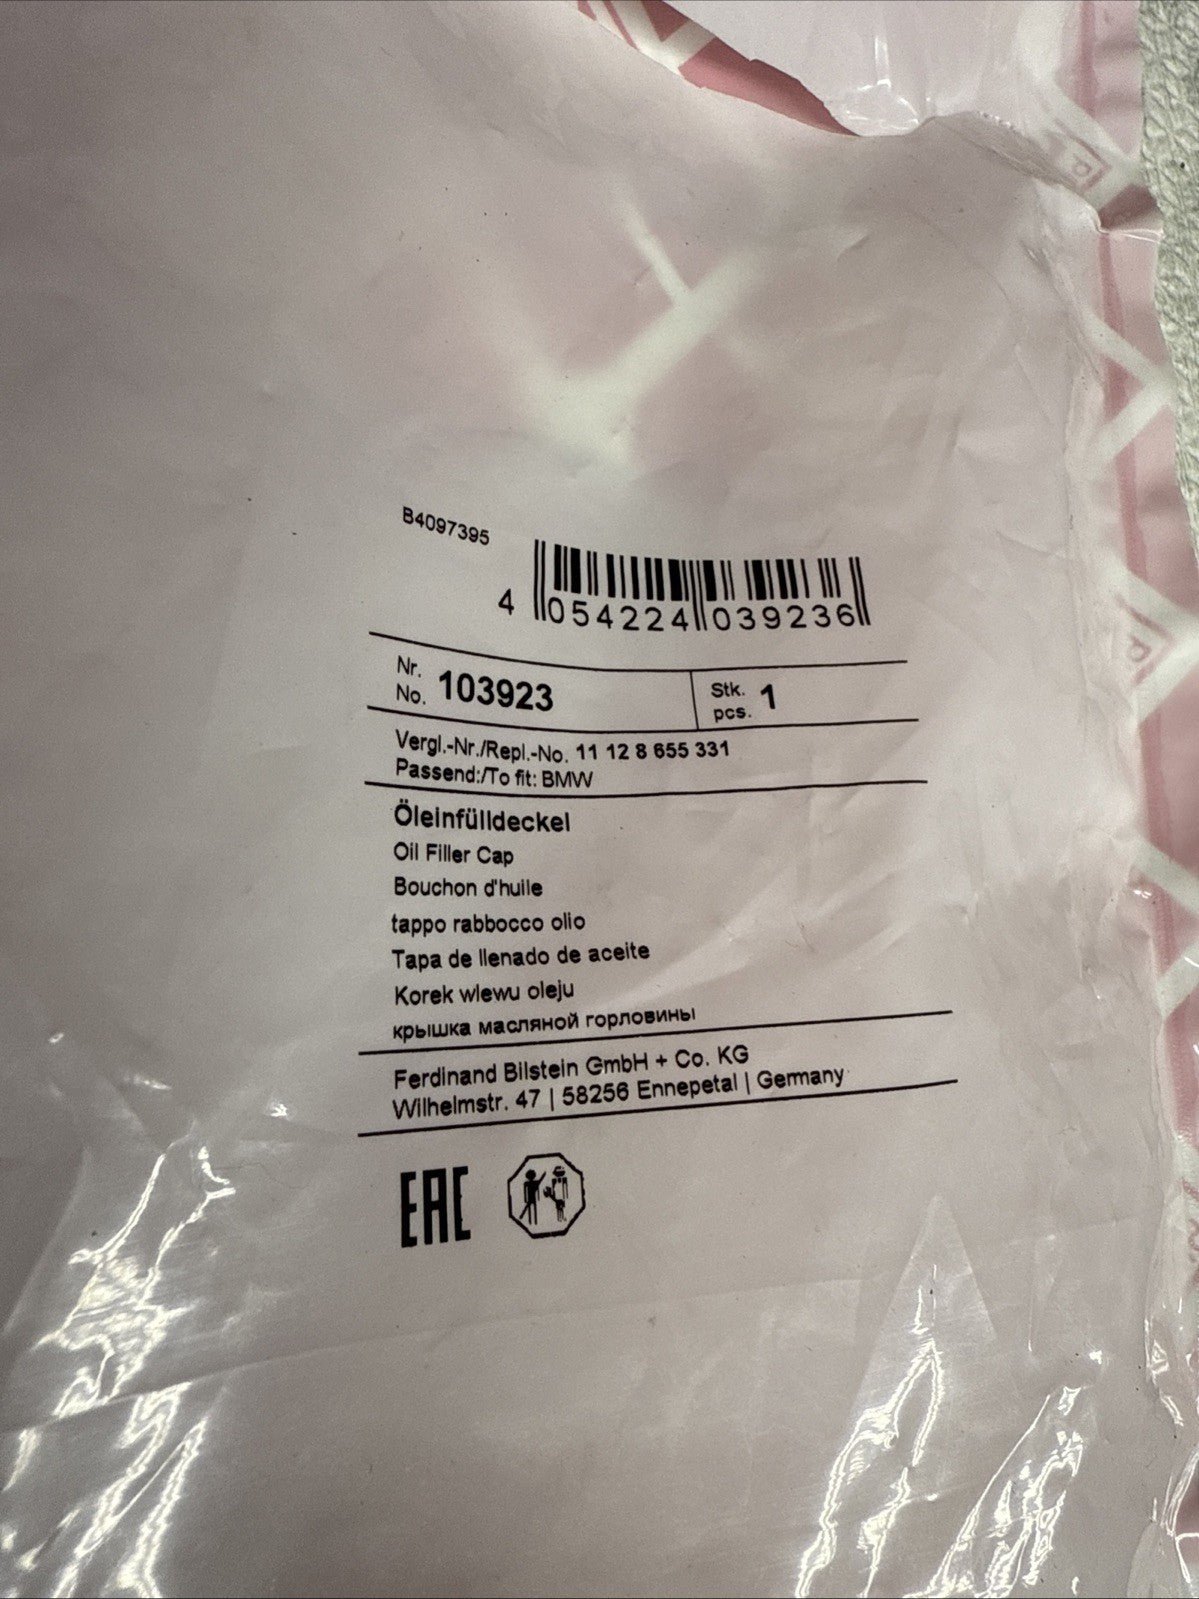 B4097395
4 054224 039236
Nr.
No. 103923
Stk.
pcs. 1
Vergl.-Nr./Repl.-No. 11 12 8 655 331
Passend:/To fit: BMW
Öleinfülldeckel
Oil Filler Cap
Bouchon d'huile
tappo rabbocco olio
Tapa de llenado de aceite
Korek wlewu oleju
крышка масляной горловины
Ferdinand Bilstein GmbH + Co. KG
Wilhelmstr. 47 | 58256 Ennepetal | Germany
EAC